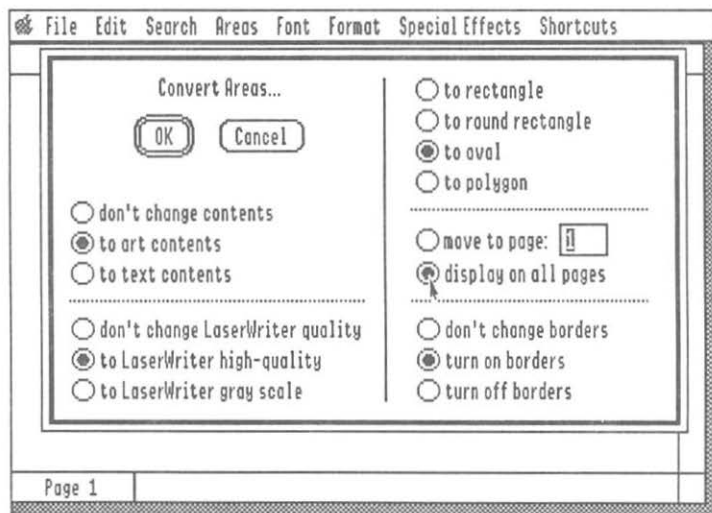 File Edit Search Areas Font Format Special Effects Shortcuts
Convert Areas...
OK Cancel
don't change contents
to art contents
to text contents
don't change LaserWriter quality
to LaserWriter high-quality
to LaserWriter gray scale
to rectangle
to round rectangle
to oval
to polygon
move to page: 1
display on all pages
don't change borders
turn on borders
turn off borders
Page 1